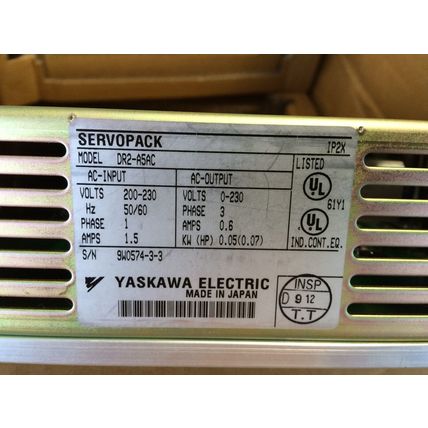 SERVOPACK IP2X
MODEL DR2-A5AC
LISTED
AC-INPUT AC-OUTPUT
VOLTS 200-230 VOLTS 0-230
Hz 50/60 PHASE 3
PHASE 1 AMPS 0.6
AMPS 1.5 KW (HP) 0.05(0.07)
UL
61Y1
UL
IND.CONT.EQ.
S/N 9W0574-3-3
YASKAWA ELECTRIC
MADE IN JAPAN
INSP
D 9 12
T.T